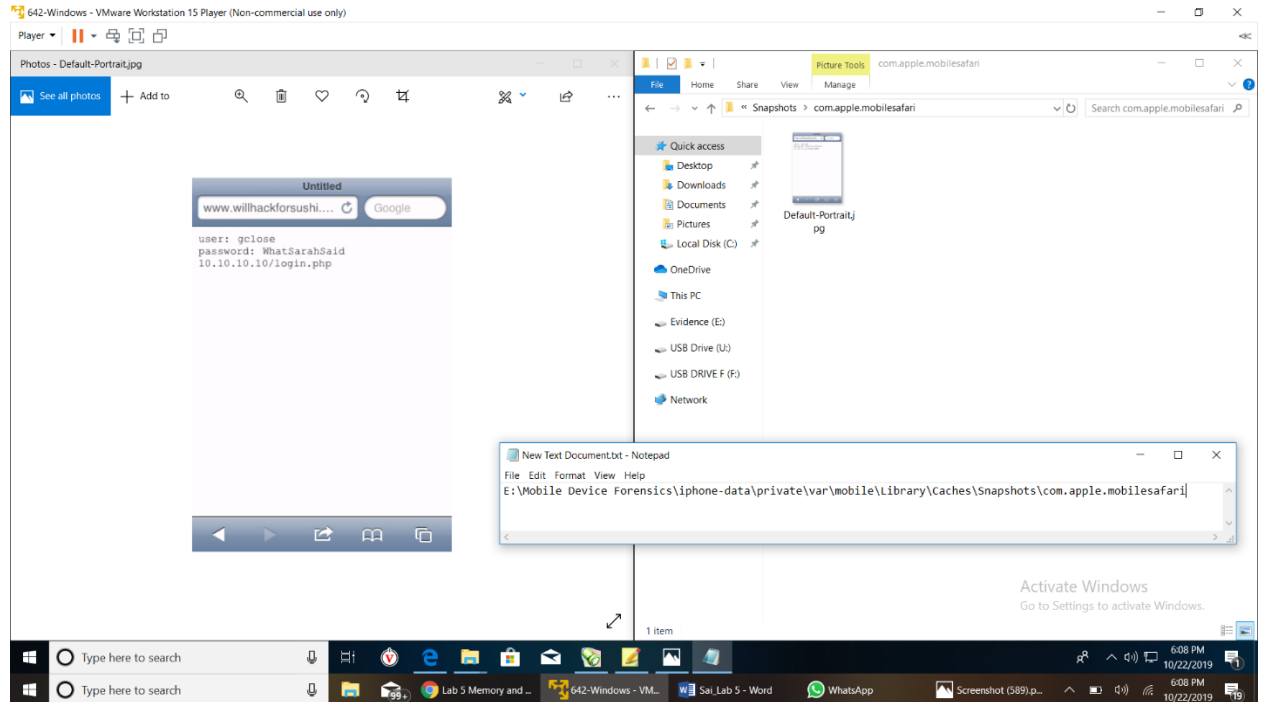 642-Windows - VMware Workstation 15 Player (Non-commercial use only)
Player
Photos - Default-Portrait.jpg
See all photos
Add to
Untitled
www.willhackforsushi....
Google
user: gclose
password: WhatSarahSaid
10.10.10.10/login.php
Picture Tools
com.apple.mobilesafari
File
Home
Share
View
Manage
« Snapshots > com.apple.mobilesafari
Search com.apple.mobilesafari
Quick access
Desktop
Downloads
Documents
Pictures
Local Disk (C:)
OneDrive
This PC
Evidence (E:)
USB Drive (U:)
USB DRIVE F (F:)
Network
Default-Portrait.j
pg
New Text Document.txt - Notepad
File Edit Format View Help
E:\Mobile Device Forensics\iphone-data\private\var\mobile\Library\Caches\Snapshots\com.apple.mobilesafari
Activate Windows
Go to Settings to activate Windows.
1 item
Type here to search
6:08 PM
10/22/2019
1
Type here to search
99+
Lab 5 Memory and ...
642-Windows - VM...
Sai_Lab 5 - Word
WhatsApp
Screenshot (589).p...
6:08 PM
10/22/2019
19